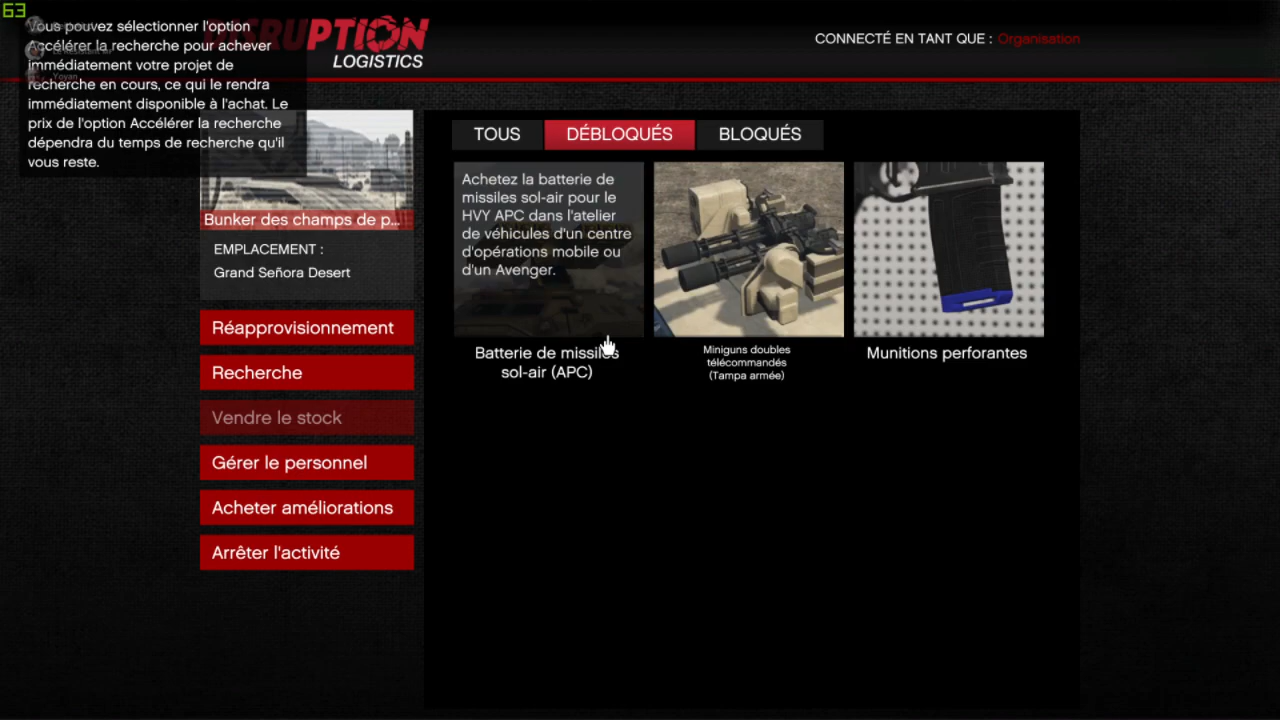 63
Vous pouvez sélectionner l'option
Accélérer la recherche pour achever
immédiatement votre projet de
recherche en cours, ce qui le rendra
immédiatement disponible à l'achat. Le
prix de l'option Accélérer la recherche
dépendra du temps de recherche qu'il
vous reste.
Yoyan
DISRUPTION
LOGISTICS
CONNECTÉ EN TANT QUE : Organisation
Bunker des champs de p...
EMPLACEMENT :
Grand Señora Desert
Réapprovisionnement
Recherche
Vendre le stock
Gérer le personnel
Acheter améliorations
Arrêter l'activité
TOUS
DÉBLOQUÉS
BLOQUÉS
Achetez la batterie de
missiles sol-air pour le
HVY APC dans l'atelier
de véhicules d'un centre
d'opérations mobile ou
d'un Avenger.
Batterie de missiles
sol-air (APC)
Miniguns doubles
télécommandés
(Tampa armée)
Munitions perforantes